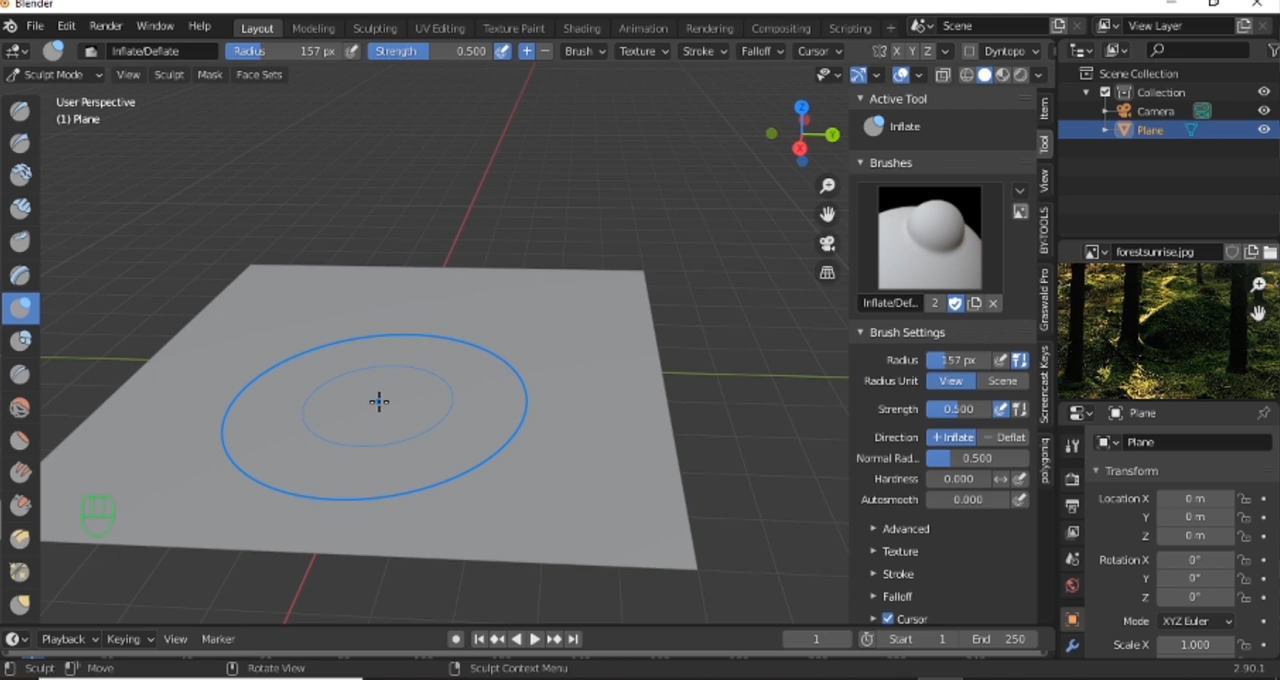 Blender
File Edit Render Window Help Layout Modeling Sculpting UV Editing Texture Paint Shading Animation Rendering Compositing Scripting + Scene View Layer
Inflate/Deflate Radius 157 px Strength 0.500 + − Brush Texture Stroke Falloff Cursor X Y Z Dyntopo
Sculpt Mode View Sculpt Mask Face Sets
User Perspective
(1) Plane
Z
Y
X
Active Tool
Inflate
Brushes
Inflate/Def... 2
Brush Settings
Radius 157 px
Radius Unit View Scene
Strength 0.500
Direction + Inflate − Deflat
Normal Rad... 0.500
Hardness 0.000
Autosmooth 0.000
Advanced
Texture
Stroke
Falloff
Cursor
Item
Tool
View
BY-TOOLS
Graswald Pro
Screencast Keys
polygoniq
Scene Collection
Collection
Camera
Plane
forestsunrise.jpg
Plane
Plane
Transform
Location X 0 m
Y 0 m
Z 0 m
Rotation X 0°
Y 0°
Z 0°
Mode XYZ Euler
Scale X 1.000
Playback Keying View Marker 1 Start 1 End 250
Sculpt Move Rotate View Sculpt Context Menu 2.90.1